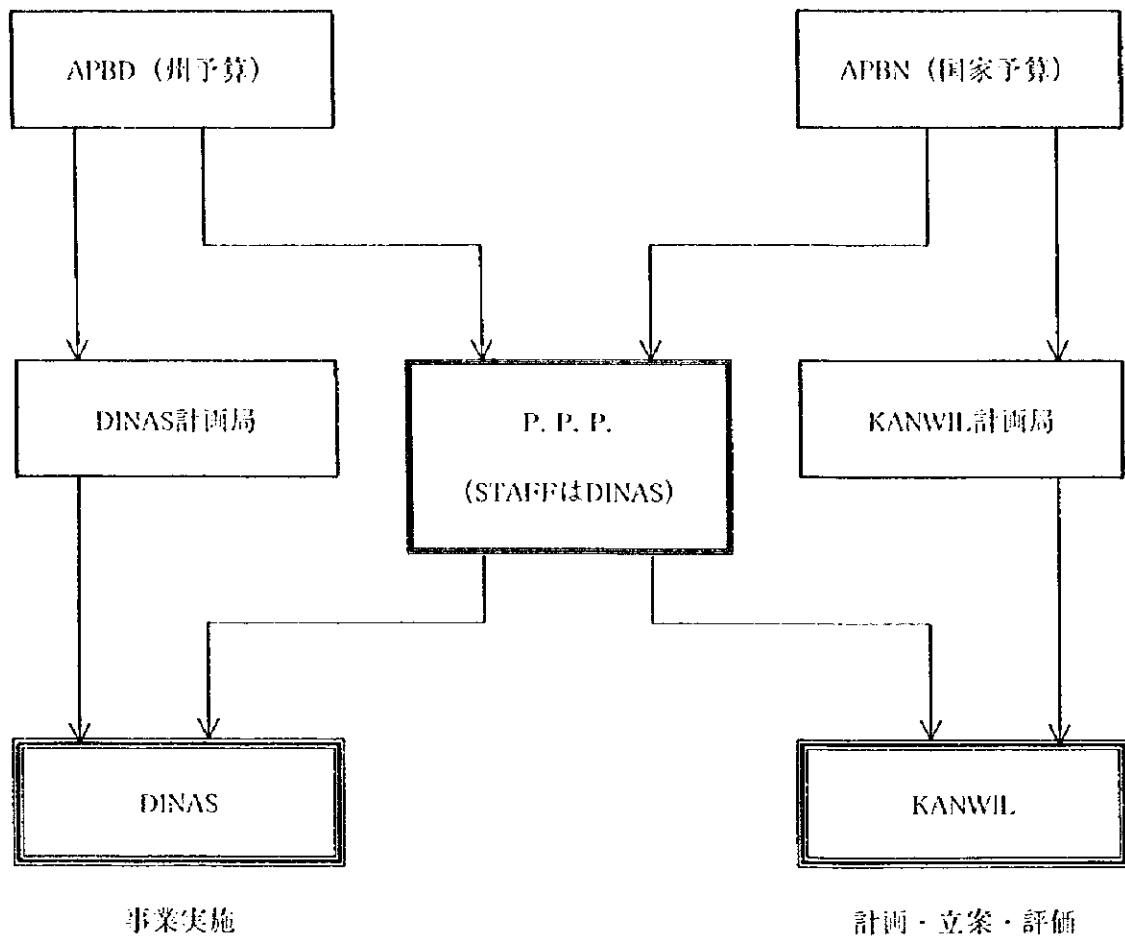 APBD（州予算）
APBN（国家予算）
DINAS計画局
P. P. P.
(STAFFはDINAS)
KANWIL計画局
DINAS
KANWIL
事業実施
計画・立案・評価